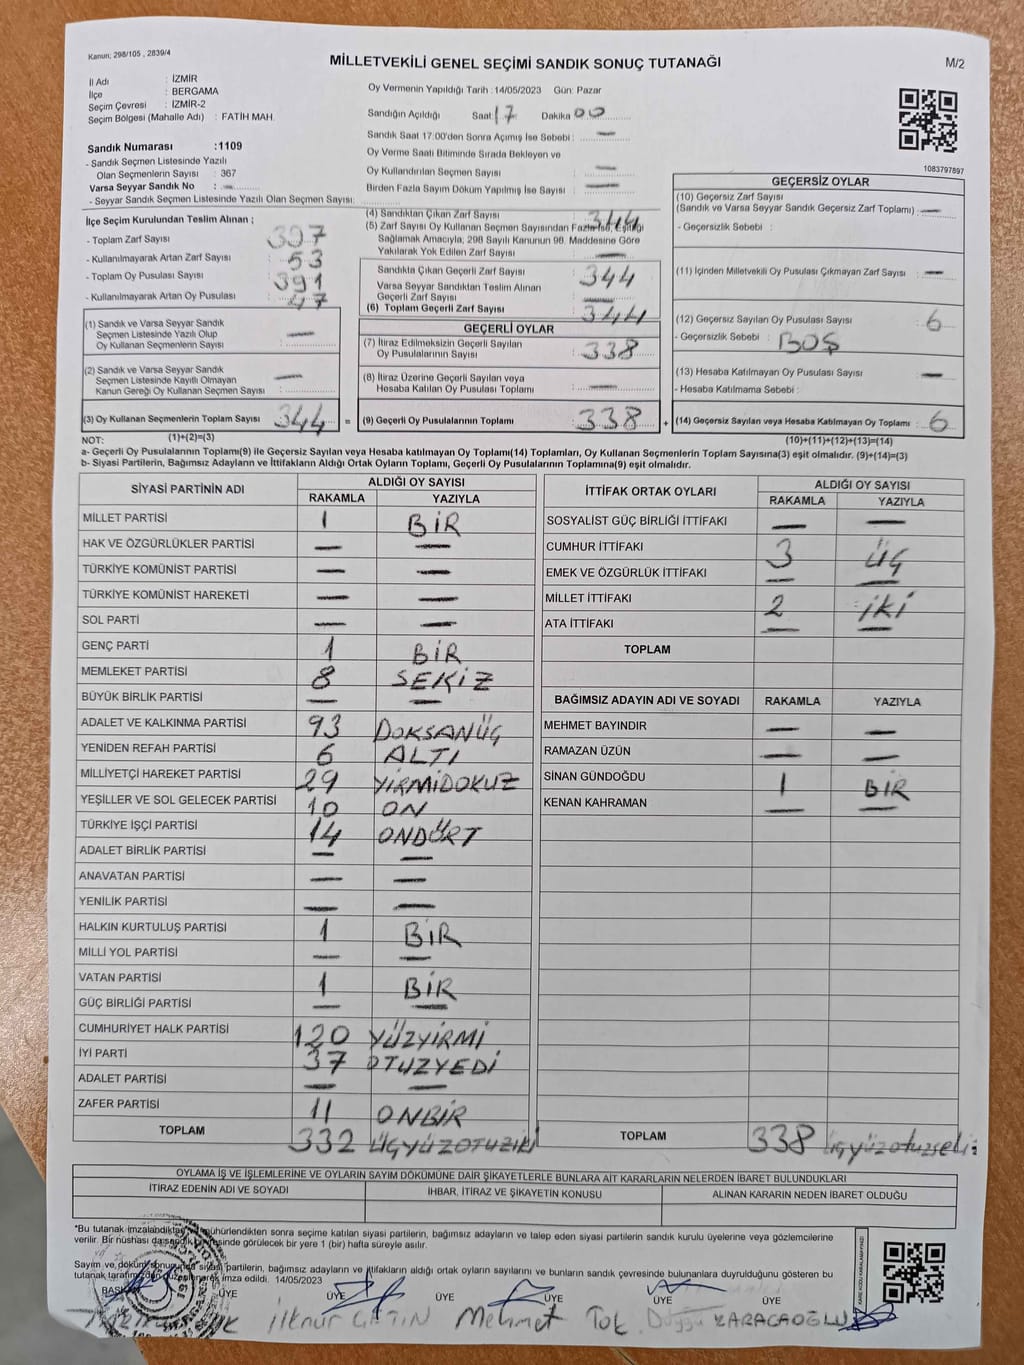 Kanun: 298/105 , 2839/4
MİLLETVEKİLİ GENEL SEÇİMİ SANDIK SONUÇ TUTANAĞI
M/2
İl Adı : İZMİR
İlçe : BERGAMA
Seçim Çevresi : İZMİR-2
Seçim Bölgesi (Mahalle Adı) : FATİH MAH.
Sandık Numarası :1109
- Sandık Seçmen Listesinde Yazılı
Olan Seçmenlerin Sayısı : 367
Varsa Seyyar Sandık No : —
- Seyyar Sandık Seçmen Listesinde Yazılı Olan Seçmen Sayısı:
Oy Vermenin Yapıldığı Tarih :14/05/2023 Gün: Pazar
Sandığın Açıldığı Saat 17 Dakika 00
Sandık Saat 17:00'den Sonra Açımış İse Sebebi : —
Oy Verme Saati Bitiminde Sırada Bekleyen ve
Oy Kullandırılan Seçmen Sayısı —
Birden Fazla Sayım Döküm Yapılmış İse Sayısı —
1083797897
İlçe Seçim Kurulundan Teslim Alınan ;
- Toplam Zarf Sayısı 397
- Kullanılmayarak Artan Zarf Sayısı 53
- Toplam Oy Pusulası Sayısı 391
- Kullanılmayarak Artan Oy Pusulası 47
(1) Sandık ve Varsa Seyyar Sandık
Seçmen Listesinde Yazılı Olup
Oy Kullanan Seçmenlerin Sayısı —
(2) Sandık ve Varsa Seyyar Sandık
Seçmen Listesinde Kayıtlı Olmayan
Kanun Gereği Oy Kullanan Seçmen Sayısı —
(3) Oy Kullanan Seçmenlerin Toplam Sayısı 344 =
(4) Sandıktan Çıkan Zarf Sayısı 344
(5) Zarf Sayısı Oy Kullanan Seçmen Sayısından Fazla İse, Eşitliği
Sağlamak Amacıyla, 298 Sayılı Kanunun 98. Maddesine Göre
Yakılarak Yok Edilen Zarf Sayısı —
Sandıkta Çıkan Geçerli Zarf Sayısı 344
Varsa Seyyar Sandıktan Teslim Alınan
Geçerli Zarf Sayısı —
(6) Toplam Geçerli Zarf Sayısı 344
GEÇERLİ OYLAR
(7) İtiraz Edilmeksizin Geçerli Sayılan
Oy Pusulalarının Sayısı 338
(8) İtiraz Üzerine Geçerli Sayılan veya
Hesaba Katılan Oy Pusulası Toplamı —
(9) Geçerli Oy Pusulalarının Toplamı : 338 +
GEÇERSİZ OYLAR
(10) Geçersiz Zarf Sayısı
(Sandık ve Varsa Seyyar Sandık Geçersiz Zarf Toplamı) : —
- Geçersizlik Sebebi :
(11) İçinden Milletvekili Oy Pusulası Çıkmayan Zarf Sayısı : —
(12) Geçersiz Sayılan Oy Pusulası Sayısı : 6
- Geçersizlik Sebebi : BOŞ
(13) Hesaba Katılmayan Oy Pusulası Sayısı : —
- Hesaba Katılmama Sebebi :
(14) Geçersiz Sayılan veya Hesaba Katılmayan Oy Toplamı : 6
NOT: (1)+(2)=(3)
(10)+(11)+(12)+(13)=(14)
a- Geçerli Oy Pusulalarının Toplamı(9) ile Geçersiz Sayılan veya Hesaba katılmayan Oy Toplamı(14) Toplamları, Oy Kullanan Seçmenlerin Toplam Sayısına(3) eşit olmalıdır. (9)+(14)=(3)
b- Siyasi Partilerin, Bağımsız Adayların ve İttifakların Aldığı Ortak Oyların Toplamı, Geçerli Oy Pusulalarının Toplamına(9) eşit olmalıdır.
SİYASİ PARTİNİN ADI ALDIĞI OY SAYISI
RAKAMLA YAZIYLA
MİLLET PARTİSİ 1 BİR
HAK VE ÖZGÜRLÜKLER PARTİSİ — —
TÜRKİYE KOMÜNİST PARTİSİ — —
TÜRKİYE KOMÜNİST HAREKETİ — —
SOL PARTİ — —
GENÇ PARTİ 1 BİR
MEMLEKET PARTİSİ 8 SEKİZ
BÜYÜK BİRLİK PARTİSİ — —
ADALET VE KALKINMA PARTİSİ 93 DOKSANÜÇ
YENİDEN REFAH PARTİSİ 6 ALTI
MİLLİYETÇİ HAREKET PARTİSİ 29 YİRMİDOKUZ
YEŞİLLER VE SOL GELECEK PARTİSİ 10 ON
TÜRKİYE İŞÇİ PARTİSİ 14 ONDÖRT
ADALET BİRLİK PARTİSİ — —
ANAVATAN PARTİSİ — —
YENİLİK PARTİSİ — —
HALKIN KURTULUŞ PARTİSİ 1 BİR
MİLLİ YOL PARTİSİ — —
VATAN PARTİSİ 1 BİR
GÜÇ BİRLİĞİ PARTİSİ — —
CUMHURİYET HALK PARTİSİ 120 YÜZYİRMİ
İYİ PARTİ 37 OTUZYEDİ
ADALET PARTİSİ — —
ZAFER PARTİSİ 11 ONBİR
TOPLAM 332 ÜÇYÜZOTUZİKİ
İTTİFAK ORTAK OYLARI ALDIĞI OY SAYISI
RAKAMLA YAZIYLA
SOSYALİST GÜÇ BİRLİĞİ İTTİFAKI — —
CUMHUR İTTİFAKI 3 ÜÇ
EMEK VE ÖZGÜRLÜK İTTİFAKI — —
MİLLET İTTİFAKI 2 İKİ
ATA İTTİFAKI — —
TOPLAM
BAĞIMSIZ ADAYIN ADI VE SOYADI RAKAMLA YAZIYLA
MEHMET BAYINDIR — —
RAMAZAN ÜZÜN — —
SİNAN GÜNDOĞDU 1 BİR
KENAN KAHRAMAN — —
TOPLAM 338 üçyüzotuzsekiz
OYLAMA İŞ VE İŞLEMLERİNE VE OYLARIN SAYIM DÖKÜMÜNE DAİR ŞİKAYETLERLE BUNLARA AİT KARARLARIN NELERDEN İBARET BULUNDUKLARI
İTİRAZ EDENİN ADI VE SOYADI İHBAR, İTİRAZ VE ŞİKAYETİN KONUSU ALINAN KARARIN NEDEN İBARET OLDUĞU
*Bu tutanak imzalandıktan mühürlendikten sonra seçime katılan siyasi partilerin, bağımsız adayların ve talep eden siyasi partilerin sandık kurulu üyelerine veya gözlemcilerine
verilir. Bir nüshası da sandık çevresinde görülecek bir yere 1 (bir) hafta süreyle asılır.
Sayım ve döküm sonucunda siyasi partilerin, bağımsız adayların ve ittifakların aldığı ortak oyların sayısını ve bunların sandık çevresinde bulunanlara duyrulduğunu gösteren bu
tutanak tarafımızdan düzenlenerek imza edildi. 14/05/2023
BAŞKAN ÜYE ÜYE ÜYE ÜYE ÜYE ÜYE
İlknur ÇETİN Mehmet Tok Duygu KARACAOĞLU